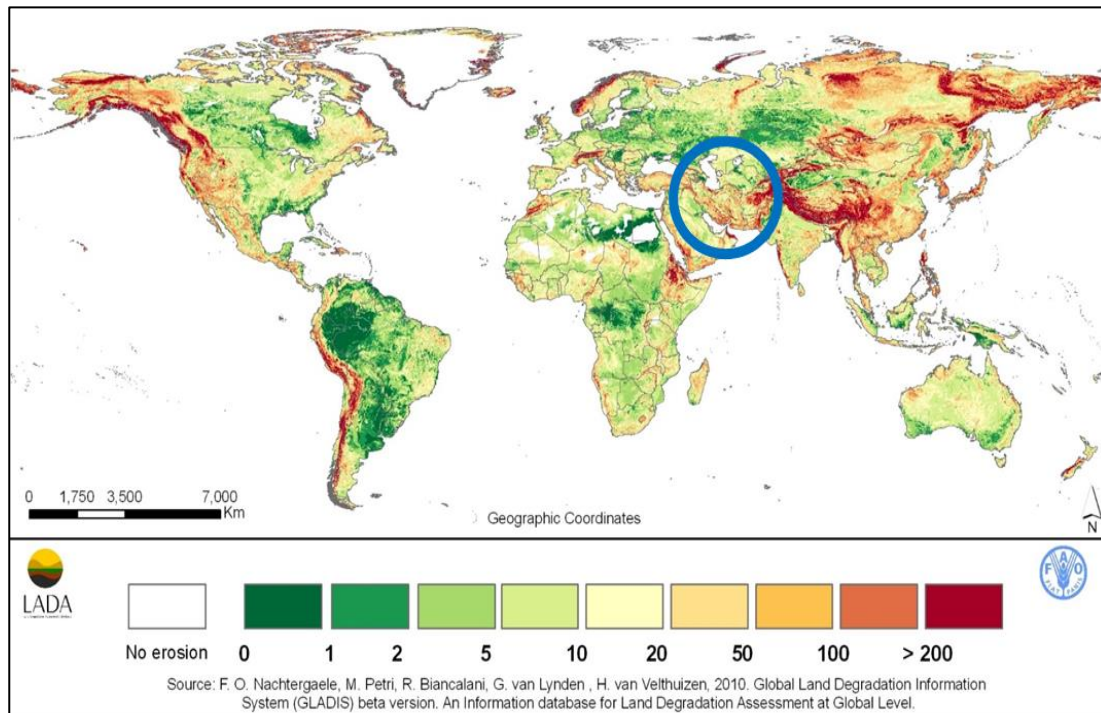 0 1,750 3,500 7,000
Km
Geographic Coordinates
N
LADA
F A O
FIAT PANIS
No erosion 0 1 2 5 10 20 50 100 > 200
Source: F. O. Nachtergaele, M. Petri, R. Biancalani, G. van Lynden , H. van Velthuizen, 2010. Global Land Degradation Information
System (GLADIS) beta version. An Information database for Land Degradation Assessment at Global Level.